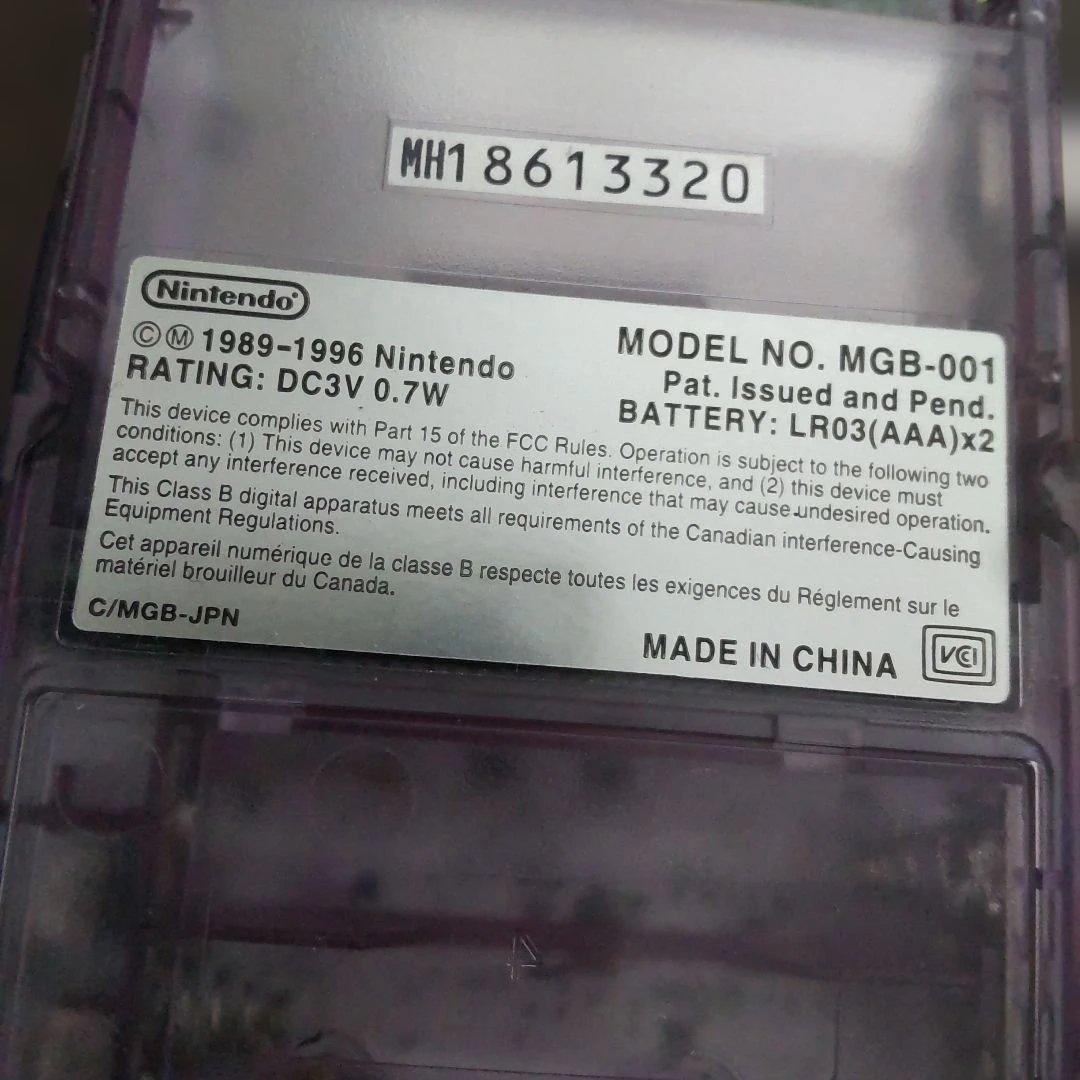 MH18613320
Nintendo
©Ⓜ 1989-1996 Nintendo
RATING: DC3V 0.7W
MODEL NO. MGB-001
Pat. Issued and Pend.
BATTERY: LR03(AAA)x2
This device complies with Part 15 of the FCC Rules. Operation is subject to the following two
conditions: (1) This device may not cause harmful interference, and (2) this device must
accept any interference received, including interference that may cause undesired operation.
This Class B digital apparatus meets all requirements of the Canadian interference-Causing
Equipment Regulations.
Cet appareil numérique de la classe B respecte toutes les exigences du Réglement sur le
matériel brouilleur du Canada.
C/MGB-JPN
MADE IN CHINA
VCI